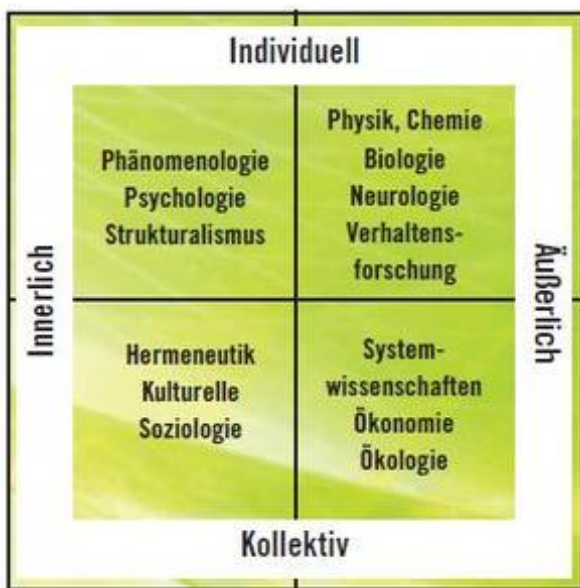 Individuell
Phänomenologie
Psychologie
Strukturalismus
Physik, Chemie
Biologie
Neurologie
Verhaltens-
forschung
Innerlich
Äußerlich
Hermeneutik
Kulturelle
Soziologie
System-
wissenschaften
Ökonomie
Ökologie
Kollektiv